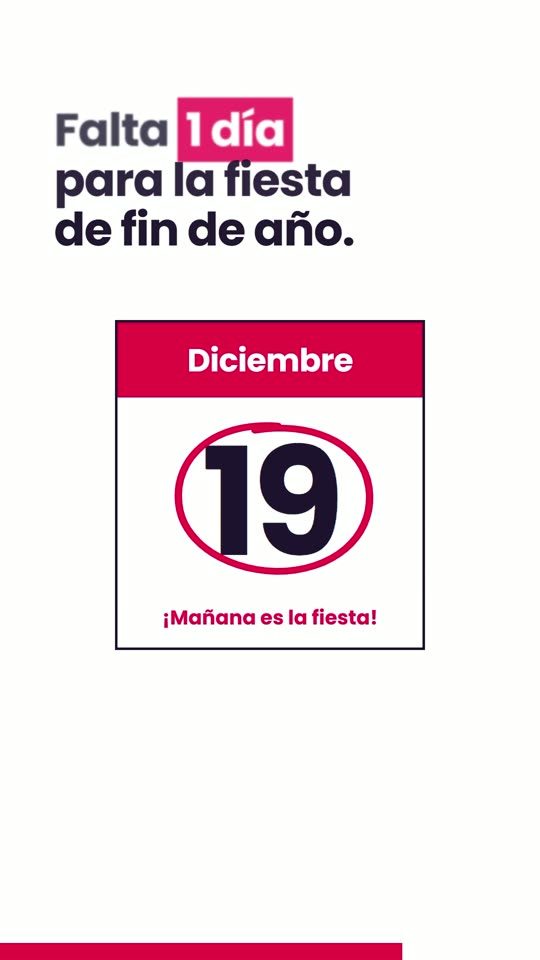 Falta 1 día
para la fiesta
de fin de año.
Diciembre
19
¡Mañana es la fiesta!